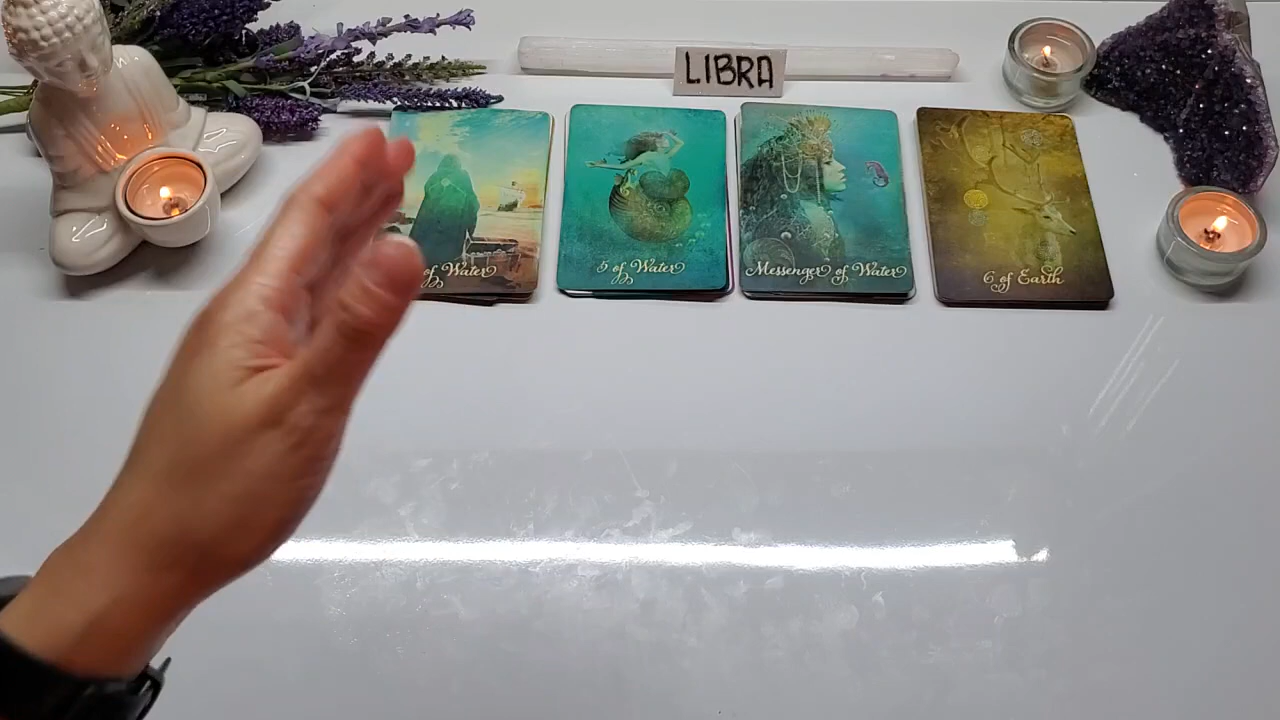 LIBRA
of Water
5 of Water
Messenger of Water
6 of Earth